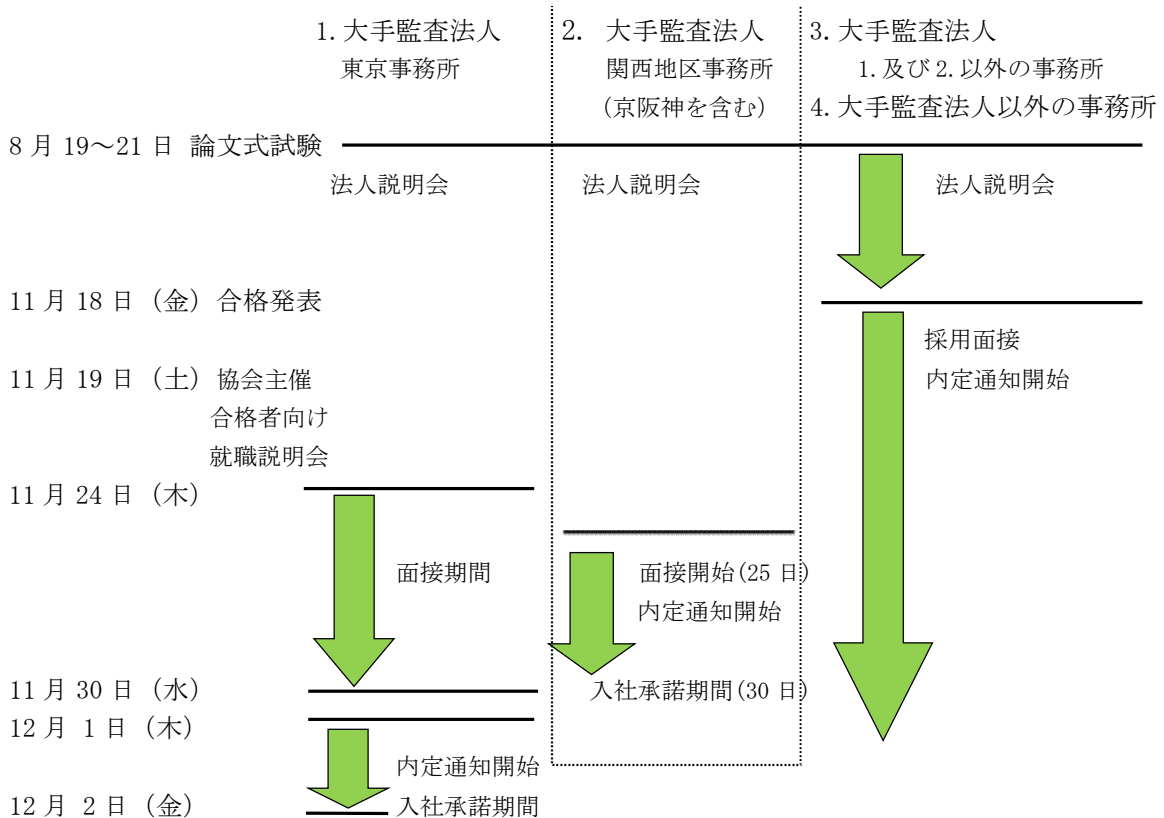 1. 大手監査法人
東京事務所
2. 大手監査法人
関西地区事務所
(京阪神を含む)
3. 大手監査法人
1. 及び 2. 以外の事務所
4. 大手監査法人以外の事務所
8 月 19～21 日 論文式試験
法人説明会
法人説明会
法人説明会
11 月 18 日（金）合格発表
採用面接
内定通知開始
11 月 19 日（土）協会主催
合格者向け
就職説明会
11 月 24 日（木）
面接期間
面接開始(25 日)
内定通知開始
11 月 30 日（水）
入社承諾期間(30 日)
12 月 1 日（木）
内定通知開始
12 月 2 日（金）
入社承諾期間